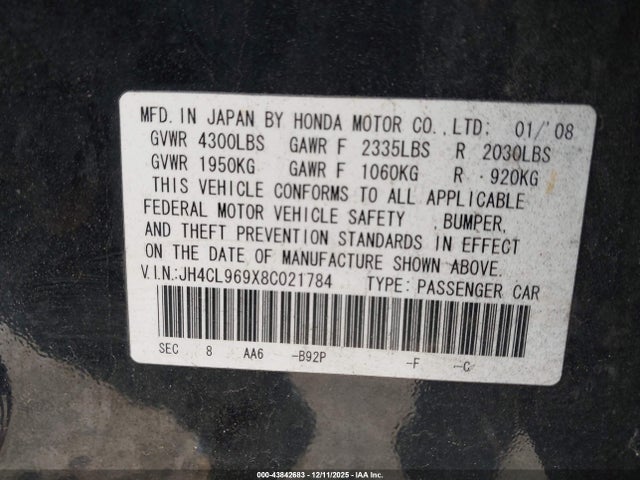 MFD. IN JAPAN BY HONDA MOTOR CO., LTD: 01/'08
GVWR 4300LBS GAWR F 2335LBS R 2030LBS
GVWR 1950KG GAWR F 1060KG R 920KG
THIS VEHICLE CONFORMS TO ALL APPLICABLE
FEDERAL MOTOR VEHICLE SAFETY ,BUMPER,
AND THEFT PREVENTION STANDARDS IN EFFECT
ON THE DATE OF MANUFACTURE SHOWN ABOVE.
V.I.N:JH4CL969X8C021784 TYPE: PASSENGER CAR
SEC 8 AA6 -B92P -F -C
000-43842683 - 12/11/2025 - IAA Inc.